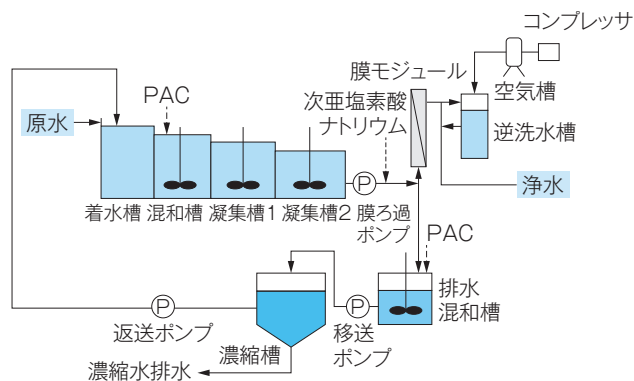 コンプレッサ
空気槽
膜モジュール
次亜塩素酸
ナトリウム
逆洗水槽
PAC
原水
浄水
着水槽
混和槽
凝集槽1
凝集槽2
P
膜ろ過
ポンプ
PAC
排水
混和槽
P
移送
ポンプ
P
返送ポンプ
濃縮槽
濃縮水排水